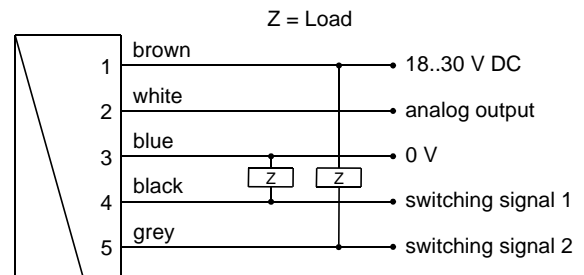 Z = Load
1 brown 18..30 V DC
2 white analog output
3 blue 0 V
Z Z
4 black switching signal 1
5 grey switching signal 2